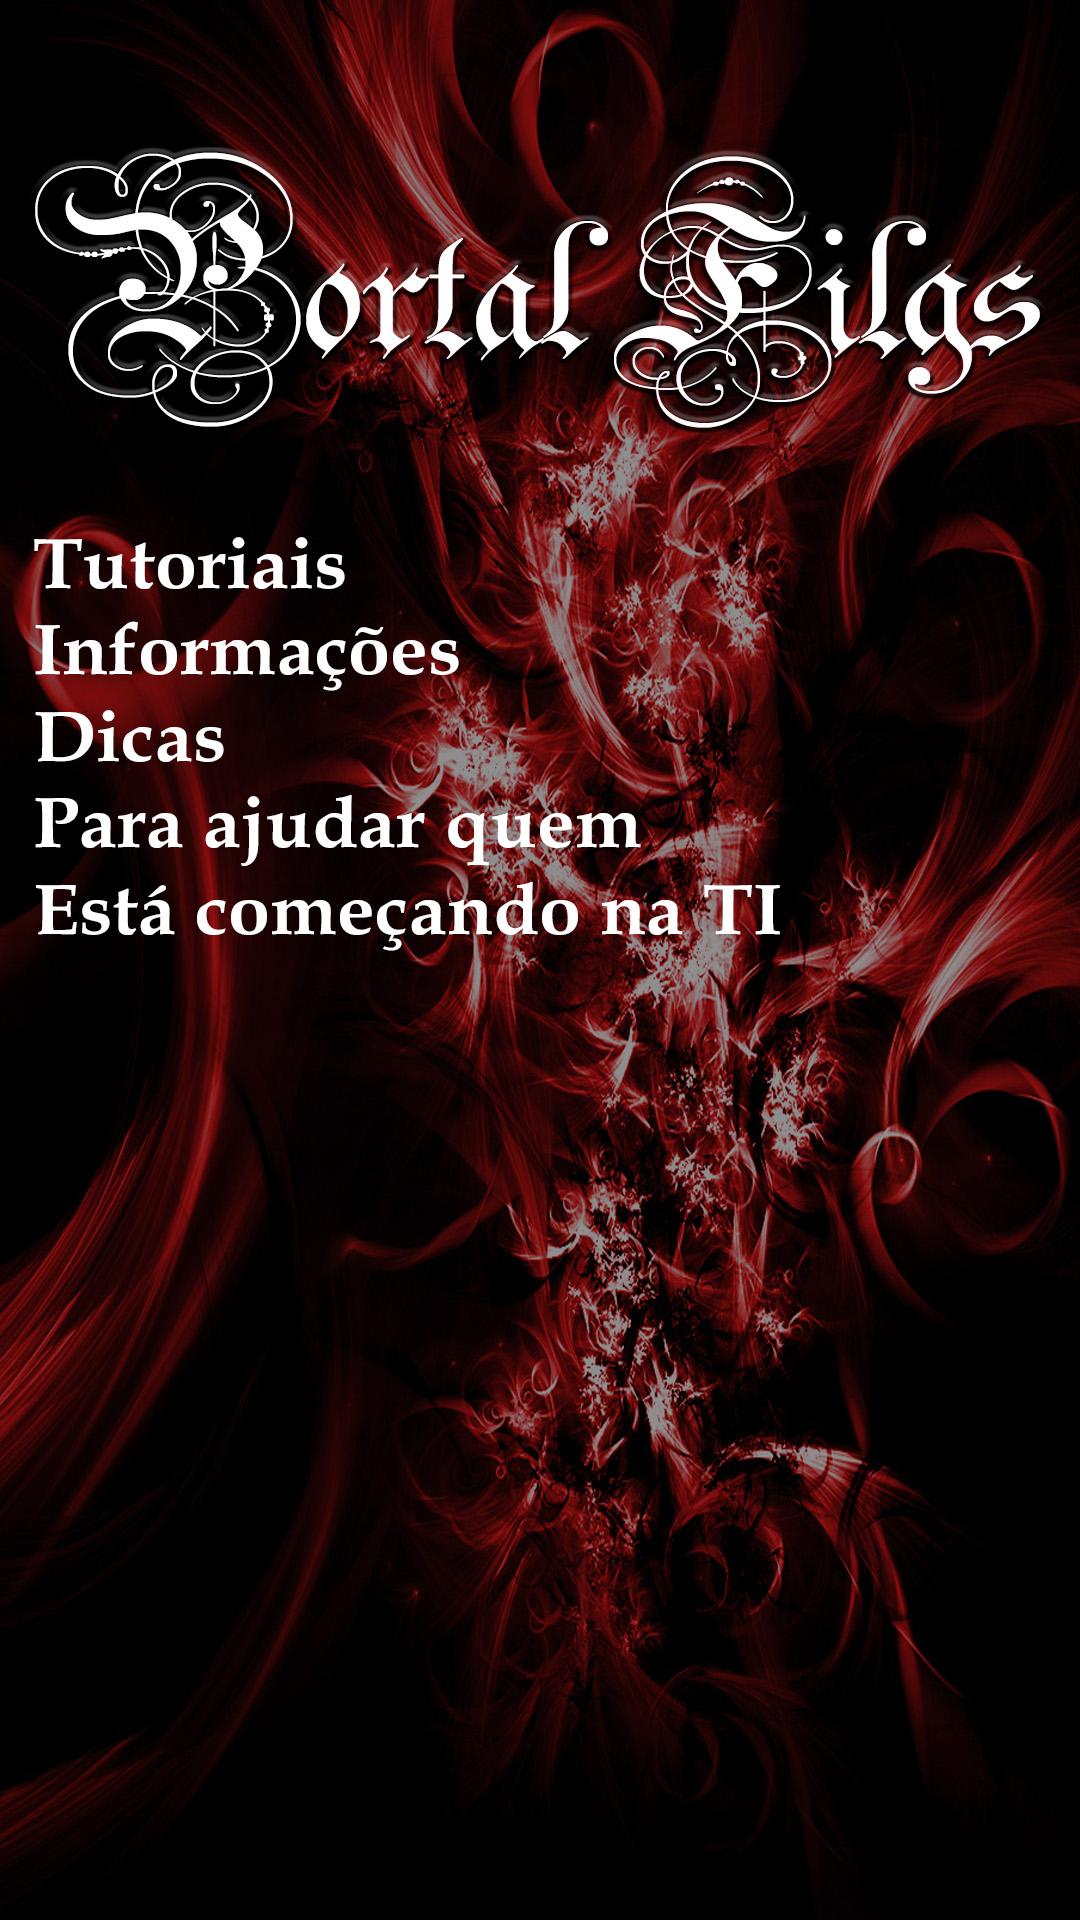 Portal Filgs
Tutoriais
Informações
Dicas
Para ajudar quem
Está começando na TI